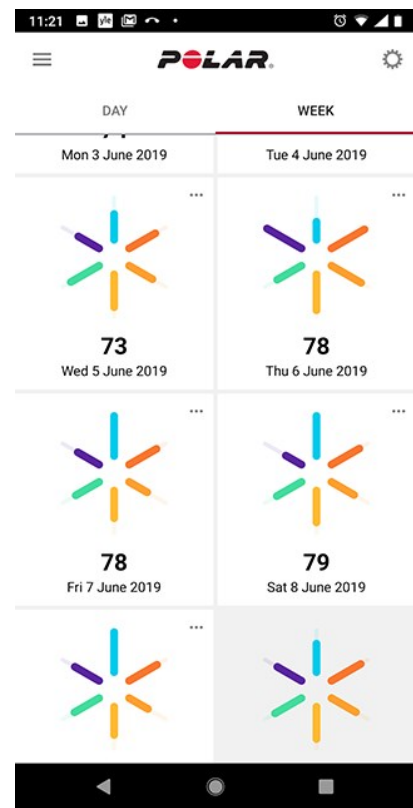 11:21
yle
POLAR
DAY WEEK
Mon 3 June 2019 Tue 4 June 2019
73 78
Wed 5 June 2019 Thu 6 June 2019
78 79
Fri 7 June 2019 Sat 8 June 2019